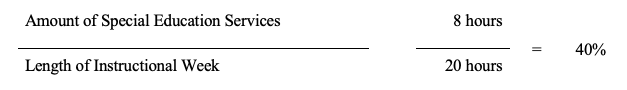 Amount of Special Education Services 8 hours
= 40%
Length of Instructional Week 20 hours